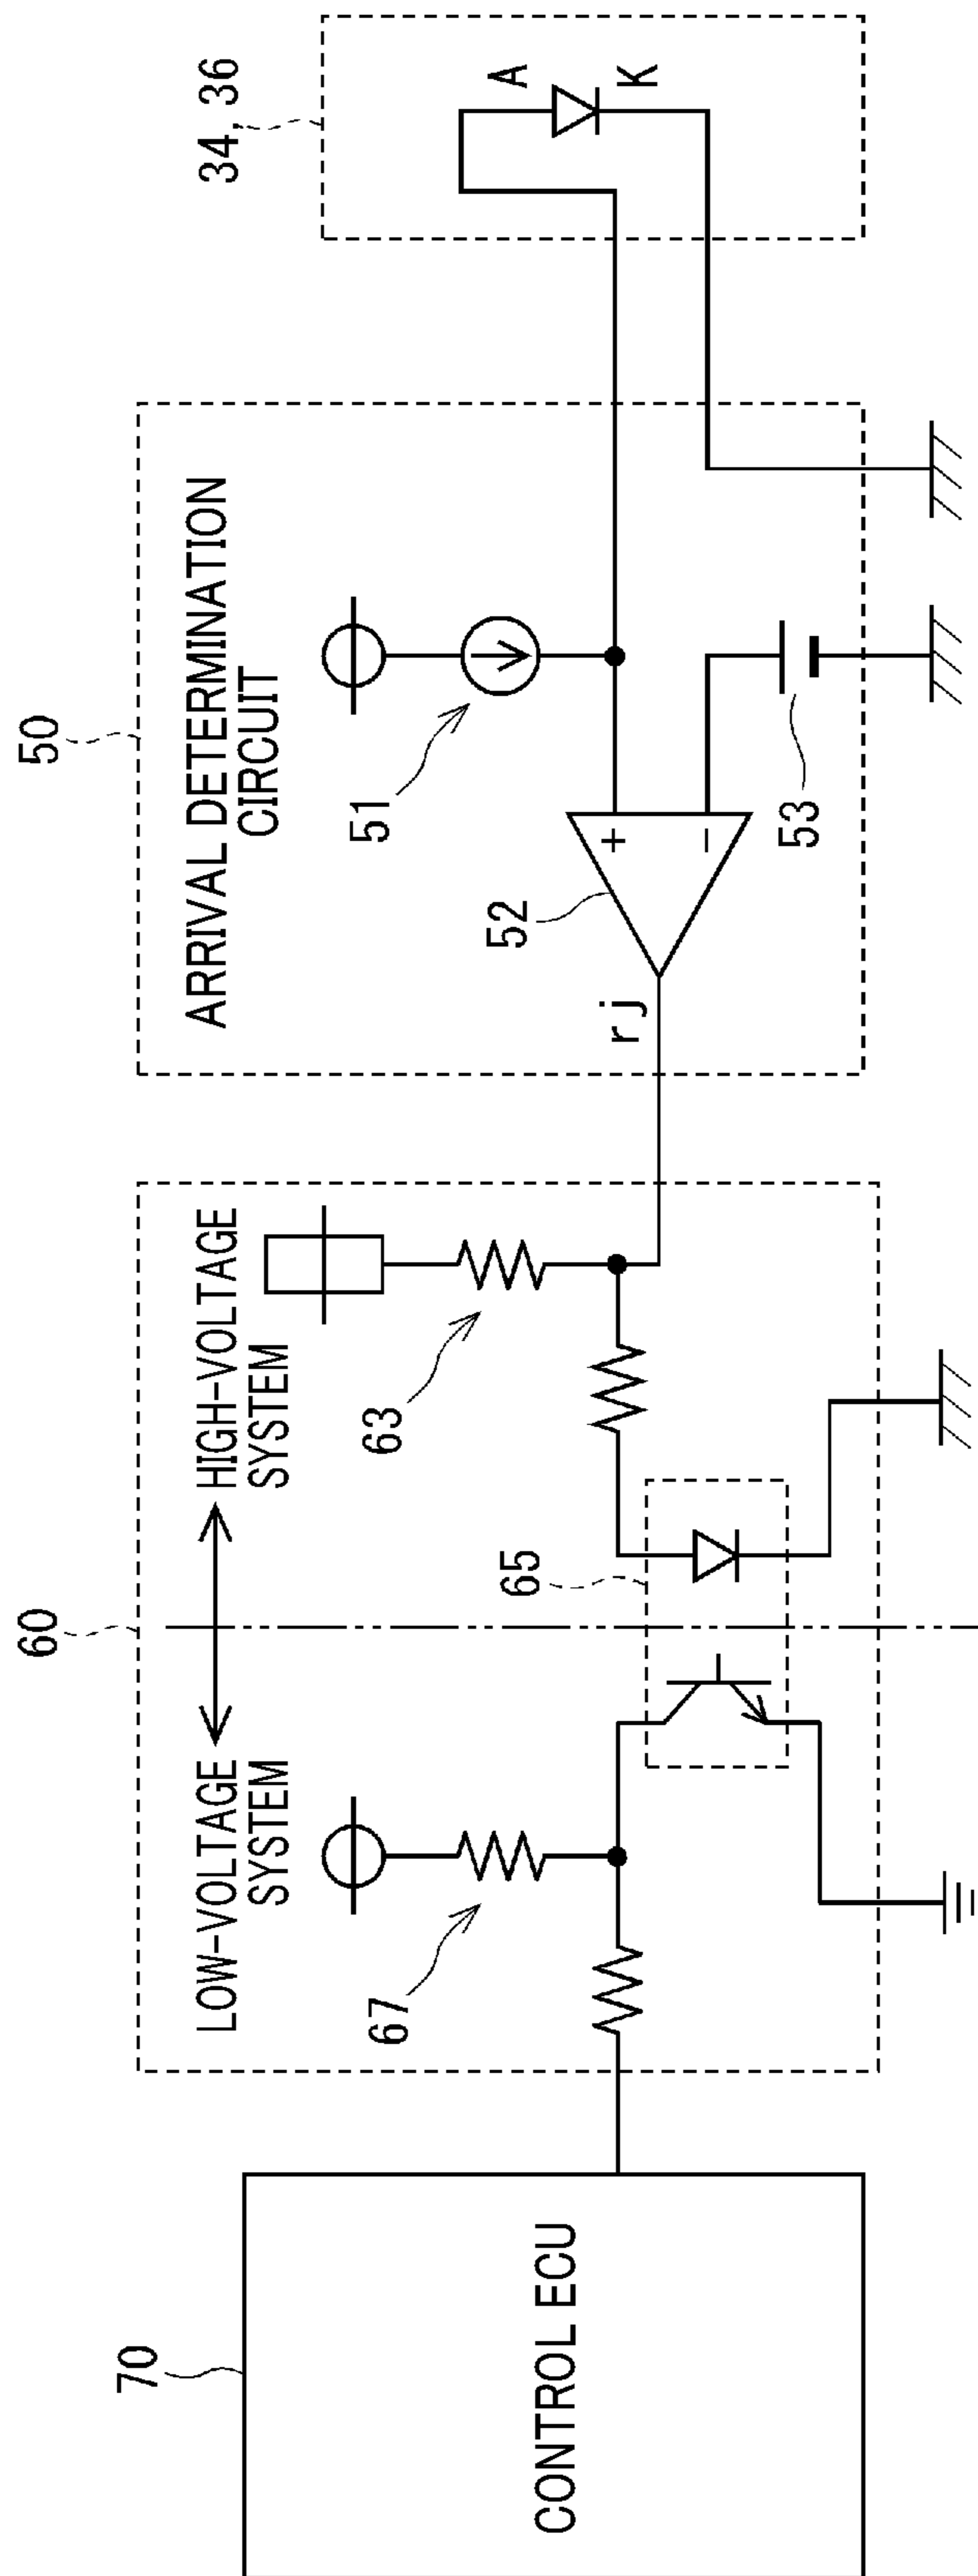 70
CONTROL ECU
60
LOW-VOLTAGE
SYSTEM
HIGH-VOLTAGE
SYSTEM
67
65
63
50
ARRIVAL DETERMINATION
CIRCUIT
rj
52
+
−
51
53
34, 36
A
K